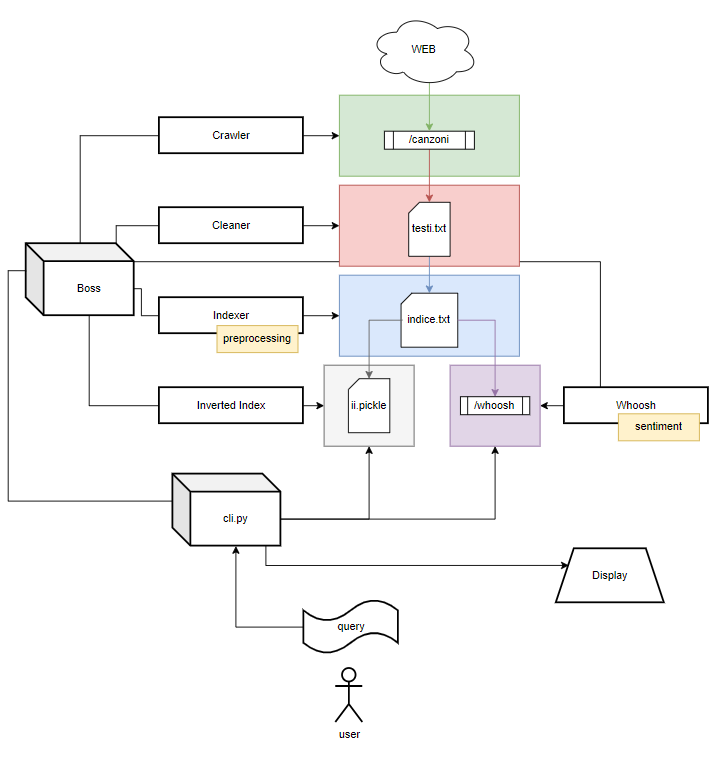 WEB
Crawler
/canzoni
Cleaner
testi.txt
Boss
Indexer
preprocessing
indice.txt
Inverted Index
ii.pickle
/whoosh
Whoosh
sentiment
cli.py
Display
query
user